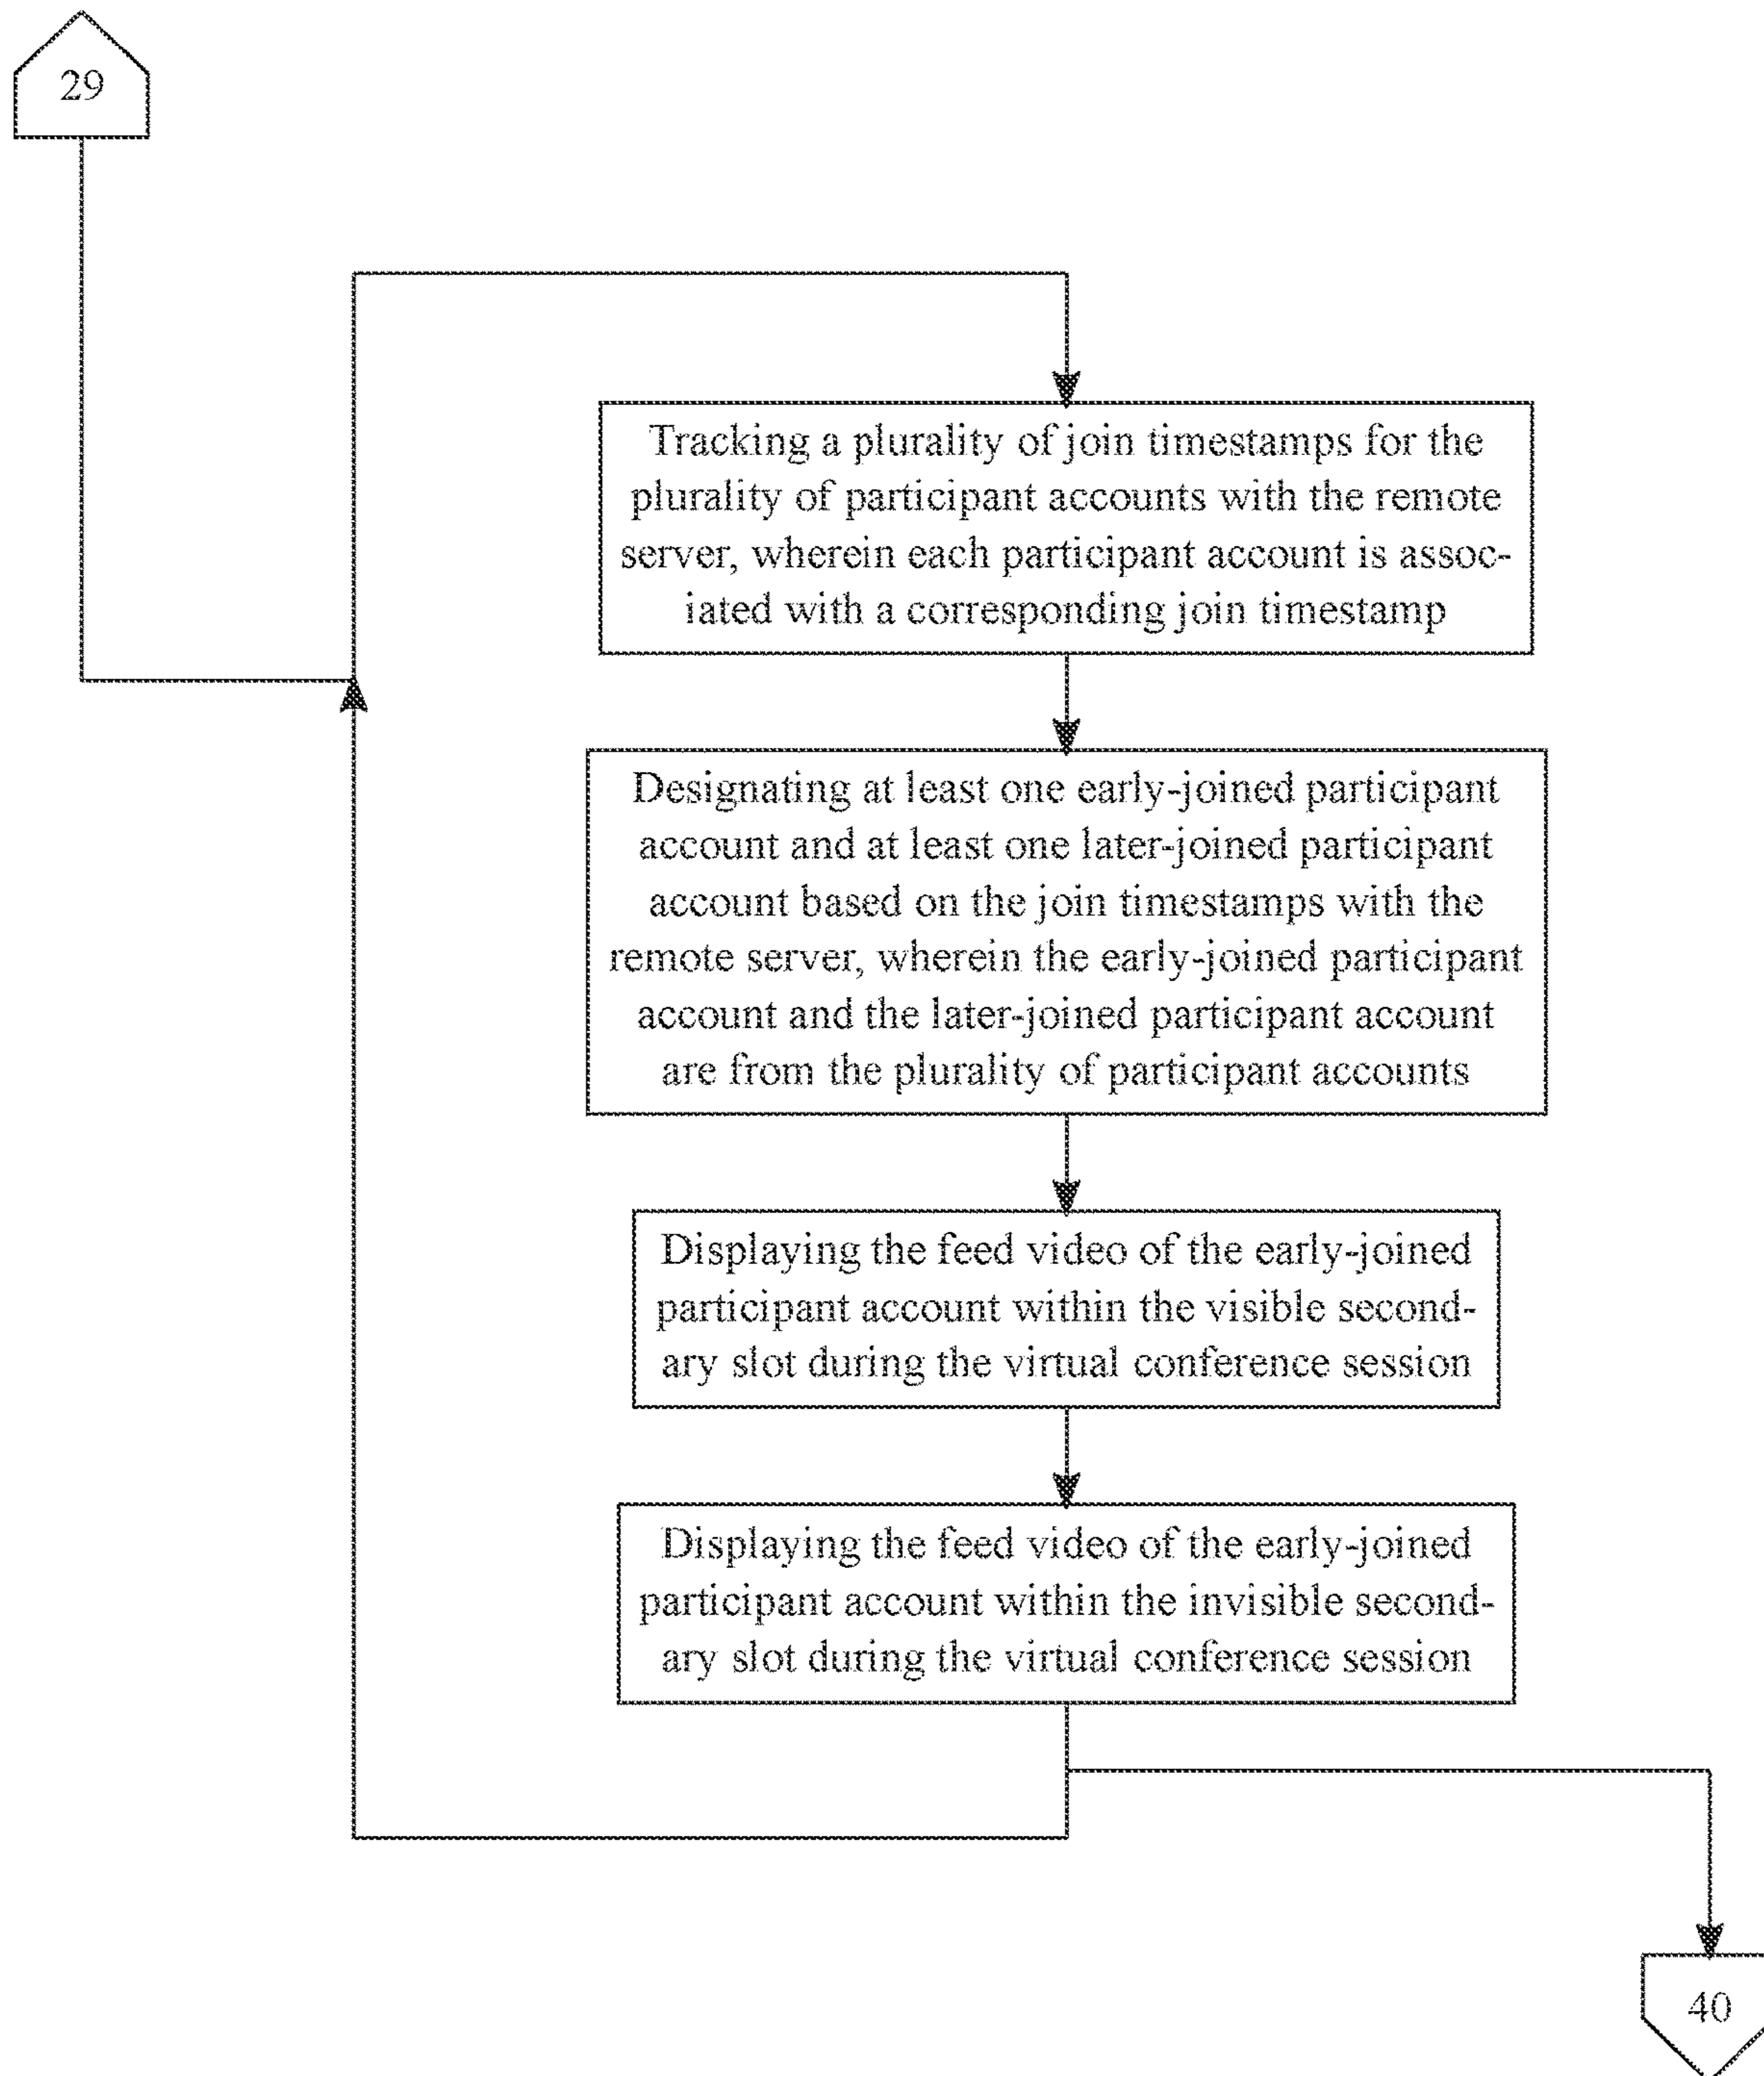 29
Tracking a plurality of join timestamps for the
plurality of participant accounts with the remote
server, wherein each participant account is assoc-
iated with a corresponding join timestamp
Designating at least one early-joined participant
account and at least one later-joined participant
account based on the join timestamps with the
remote server, wherein the early-joined participant
account and the later-joined participant account
are from the plurality of participant accounts
Displaying the feed video of the early-joined
participant account within the visible second-
ary slot during the virtual conference session
Displaying the feed video of the early-joined
participant account within the invisible second-
ary slot during the virtual conference session
40